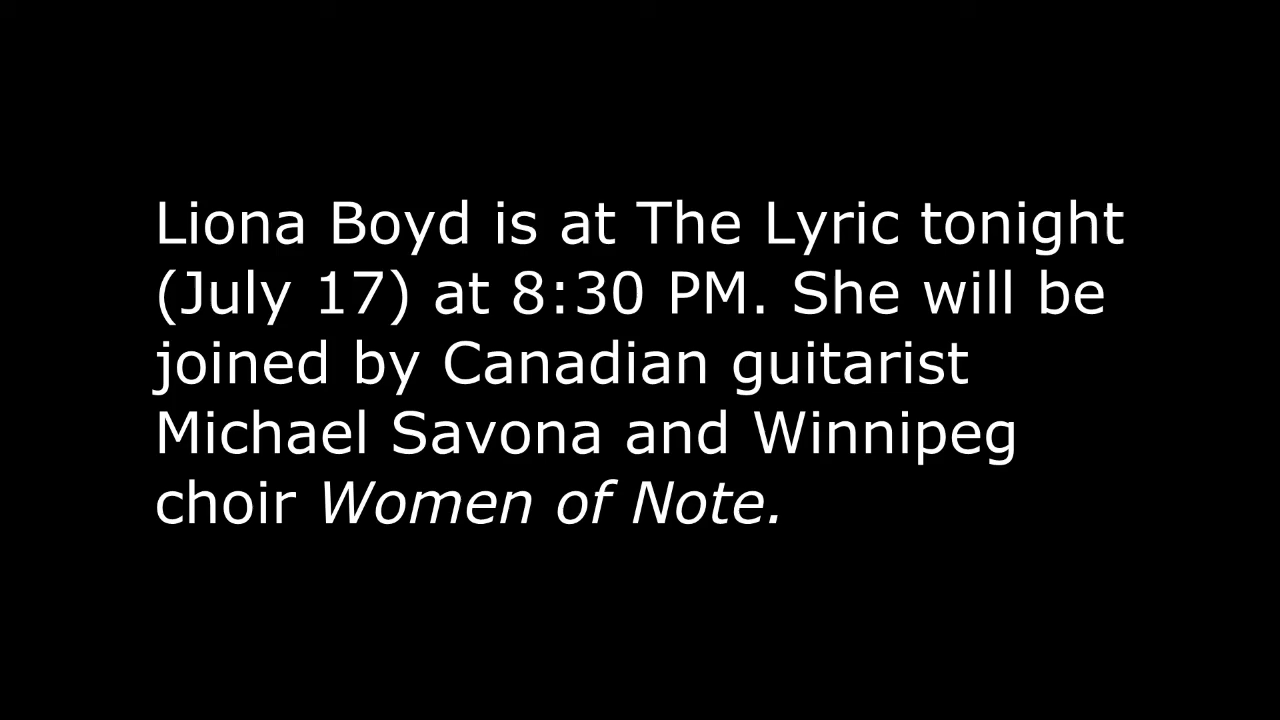 Liona Boyd is at The Lyric tonight
(July 17) at 8:30 PM. She will be
joined by Canadian guitarist
Michael Savona and Winnipeg
choir Women of Note.